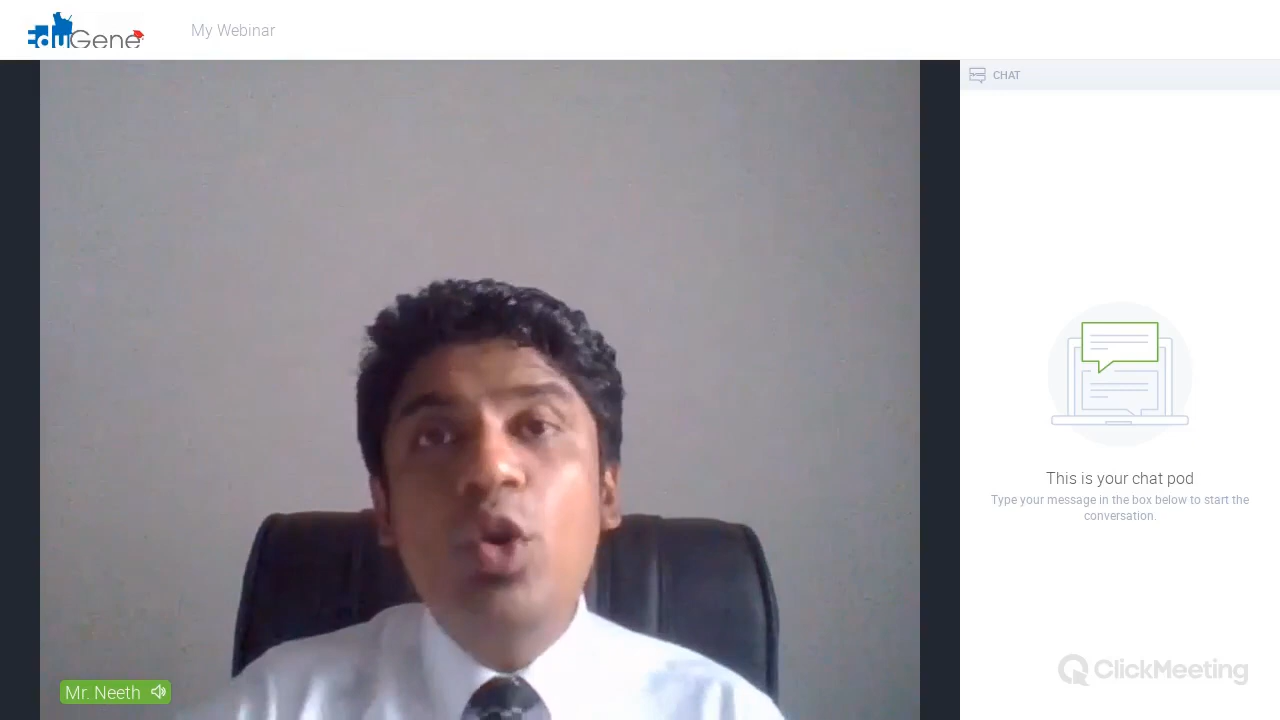 EduGene
My Webinar
CHAT
This is your chat pod
Type your message in the box below to start the
conversation.
Mr. Neeth
ClickMeeting